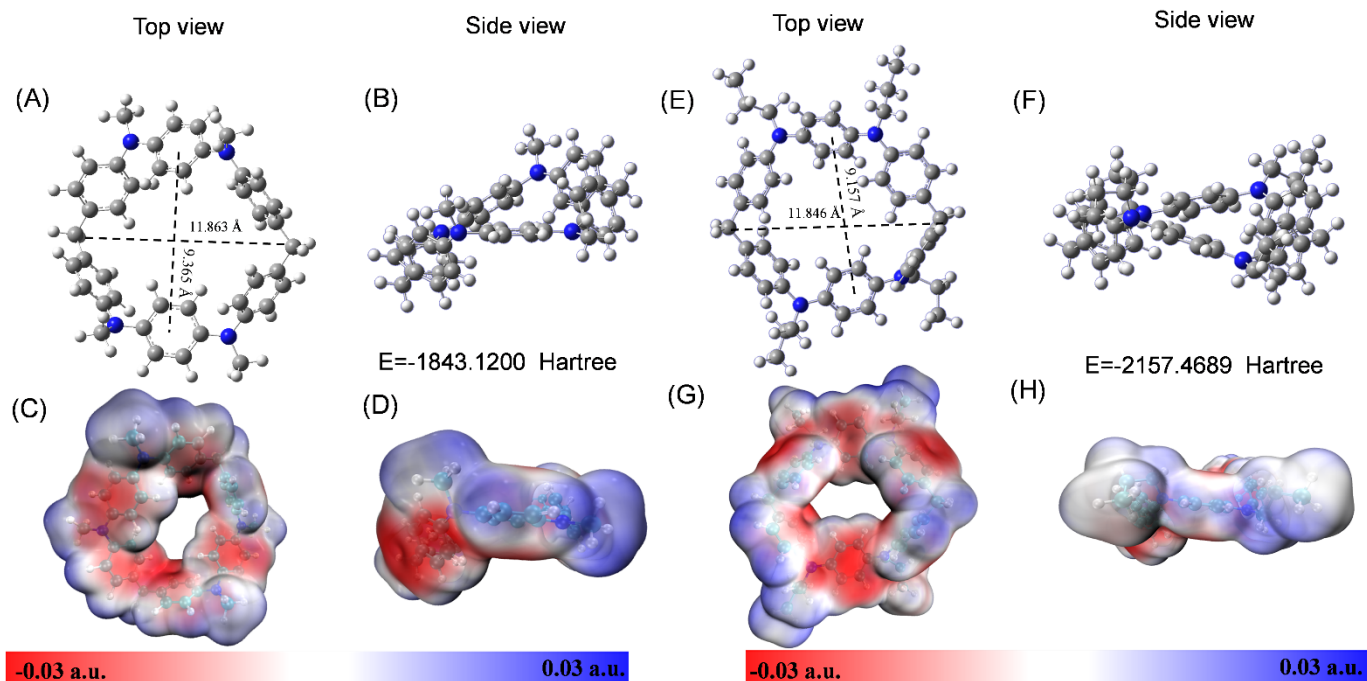 Top view
Side view
Top view
Side view
(A)
(B)
(E)
(F)
11.863 Å
9.365 Å
11.846 Å
9.157 Å
E=-1843.1200 Hartree
E=-2157.4689 Hartree
(C)
(D)
(G)
(H)
-0.03 a.u.
0.03 a.u.
-0.03 a.u.
0.03 a.u.